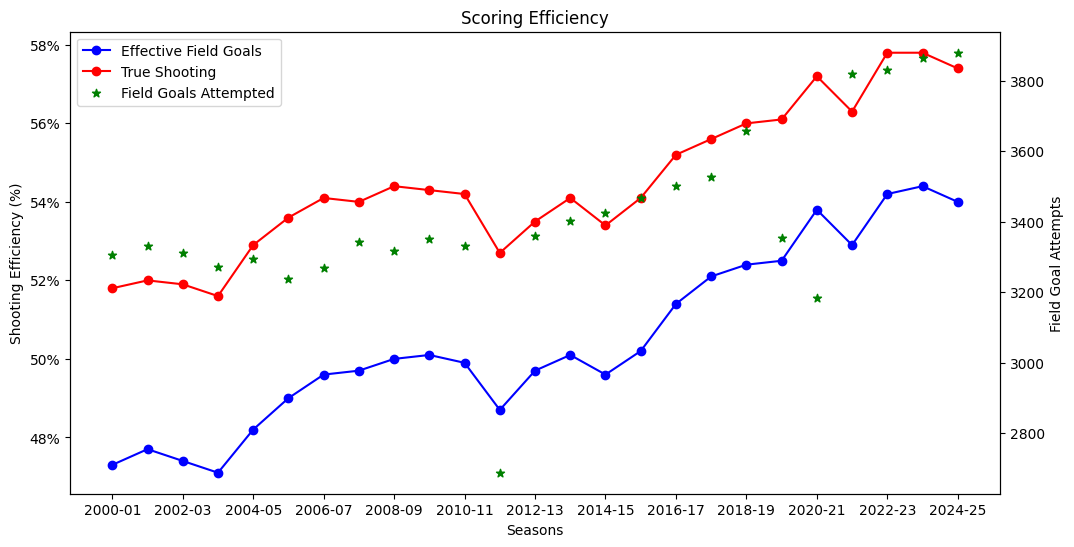 Scoring Efficiency
Effective Field Goals
True Shooting
Field Goals Attempted
Shooting Efficiency (%)
58%
56%
54%
52%
50%
48%
3800
3600
3400
3200
3000
2800
Field Goal Attempts
2000-01 2002-03 2004-05 2006-07 2008-09 2010-11 2012-13 2014-15 2016-17 2018-19 2020-21 2022-23 2024-25
Seasons